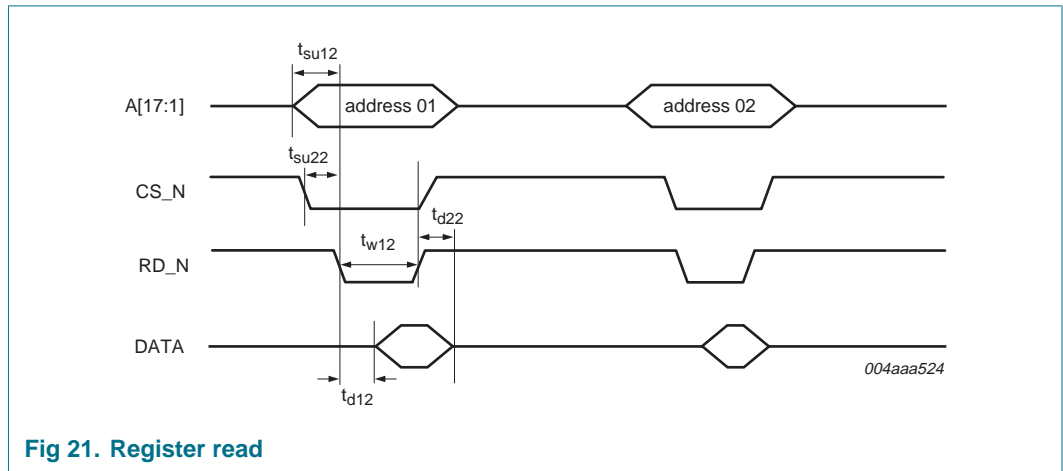 tsu12
A[17:1] address 01 address 02
tsu22
CS_N
td22
tw12
RD_N
DATA
004aaa524
td12
Fig 21. Register read